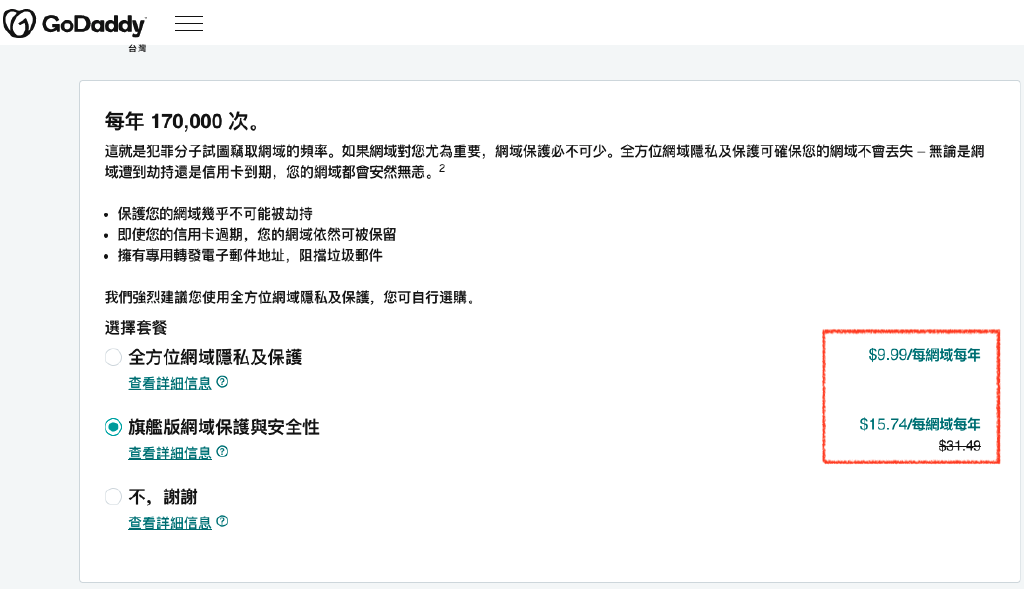 GoDaddy
台灣
每年 170,000 次。
這就是犯罪分子試圖竊取網域的頻率。如果網域對您尤為重要，網域保護必不可少。全方位網域隱私及保護可確保您的網域不會丟失 – 無論是網
域遭到劫持還是信用卡到期，您的網域都會安然無恙。2
• 保護您的網域幾乎不可能被劫持
• 即使您的信用卡過期，您的網域依然可被保留
• 擁有專用轉發電子郵件地址，阻擋垃圾郵件
我們強烈建議您使用全方位網域隱私及保護，您可自行選購。
選擇套餐
全方位網域隱私及保護
$9.99/每網域每年
查看詳細信息 ?
旗艦版網域保護與安全性
$15.74/每網域每年
$31.49
查看詳細信息 ?
不，謝謝
查看詳細信息 ?